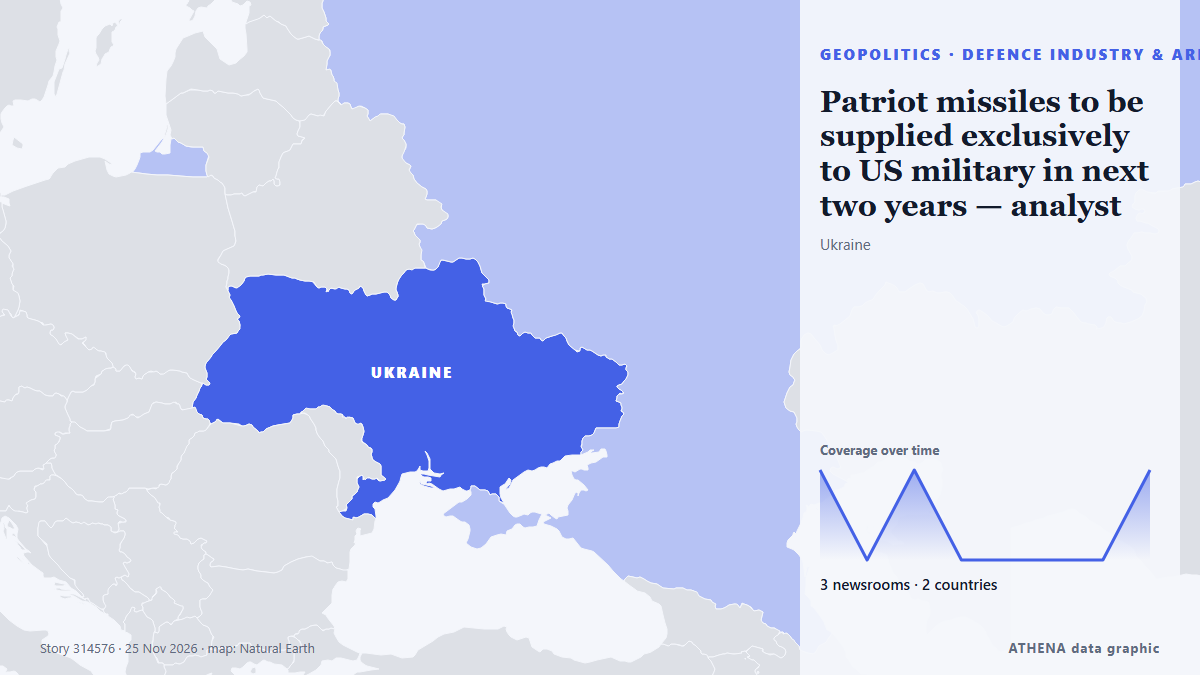 GEOPOLITICS · DEFENCE INDUSTRY &
Patriot missiles to be
supplied exclusively
to US military in next
two years — analyst
Ukraine
UKRAINE
Coverage over time
3 newsrooms · 2 countries
Story 314576 · 25 Nov 2026 · map: Natural Earth
ATHENA data graphic